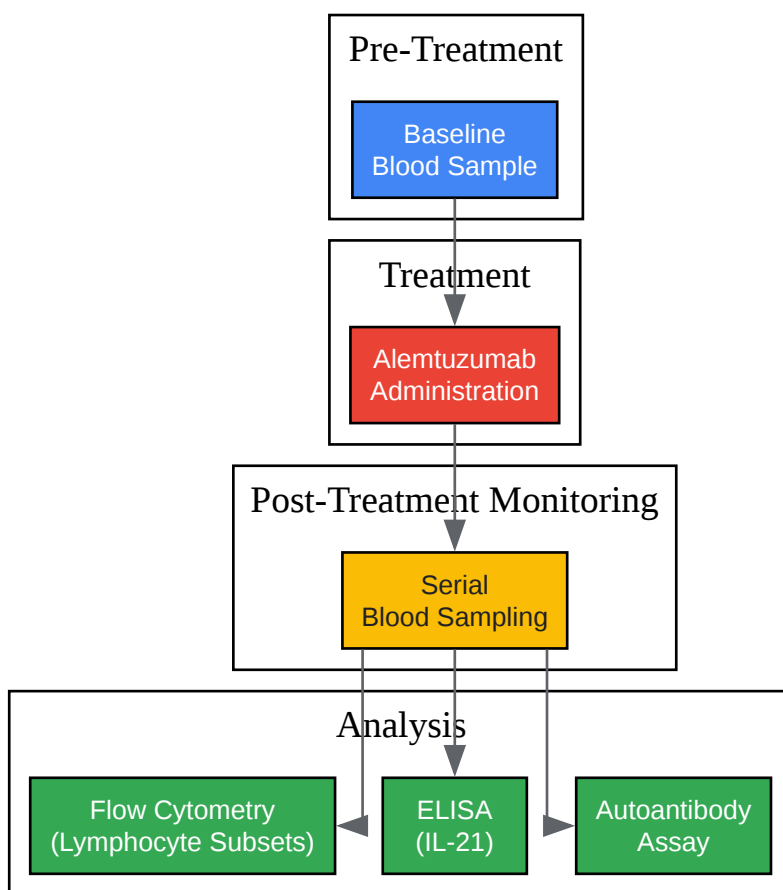 Pre-Treatment
Baseline
Blood Sample
Treatment
Alemtuzumab
Administration
Post-Treatment Monitoring
Serial
Blood Sampling
Analysis
Flow Cytometry
(Lymphocyte Subsets)
ELISA
(IL-21)
Autoantibody
Assay